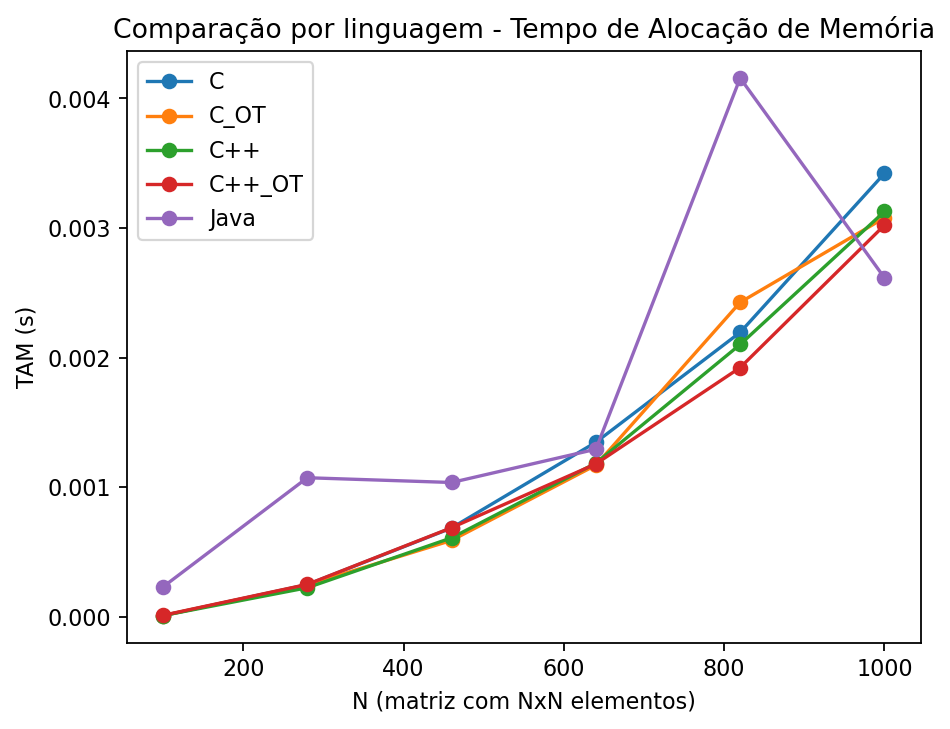 Comparação por linguagem - Tempo de Alocação de Memória
C
C_OT
C++
C++_OT
Java
TAM (s)
0.004
0.003
0.002
0.001
0.000
200
400
600
800
1000
N (matriz com NxN elementos)